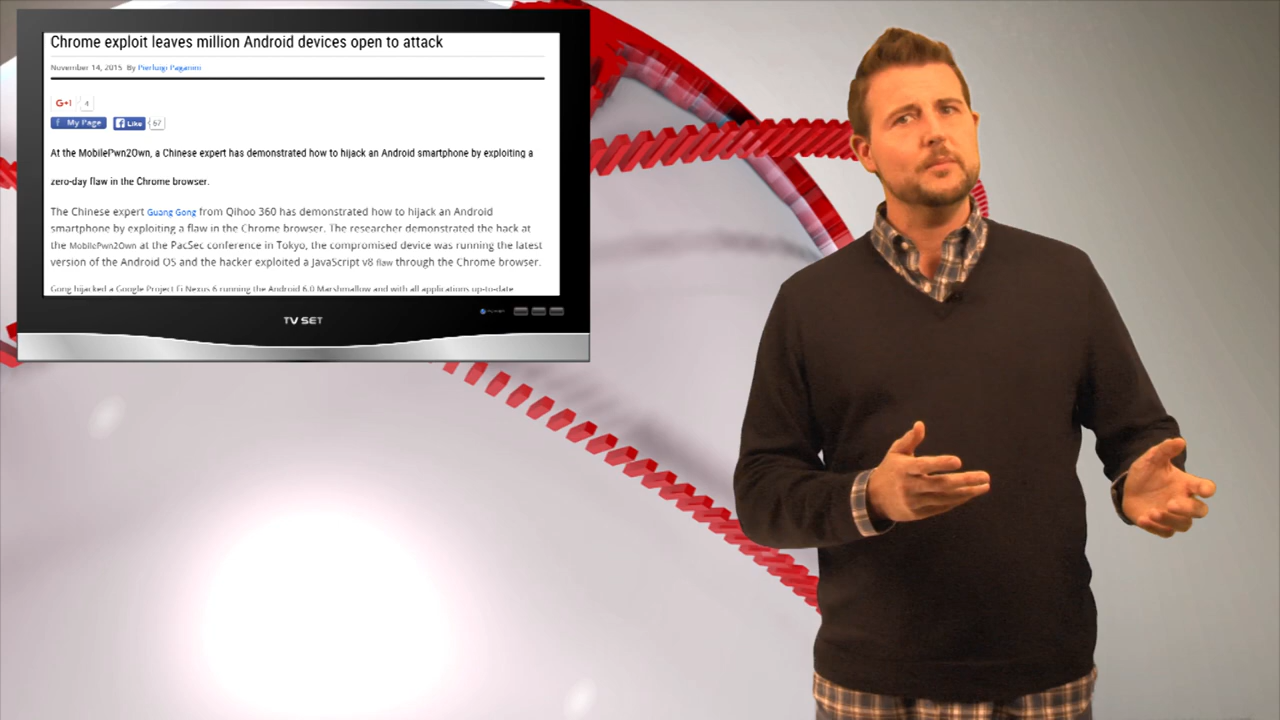 Chrome exploit leaves million Android devices open to attack
November 14, 2015 By Pierluigi Paganini
G+1 4
f My Page f Like 67
At the MobilePwn2Own, a Chinese expert has demonstrated how to hijack an Android smartphone by exploiting a
zero-day flaw in the Chrome browser.
The Chinese expert Guang Gong from Qihoo 360 has demonstrated how to hijack an Android
smartphone by exploiting a flaw in the Chrome browser. The researcher demonstrated the hack at
the MobilePwn2Own at the PacSec conference in Tokyo, the compromised device was running the latest
version of the Android OS and the hacker exploited a JavaScript v8 flaw through the Chrome browser.
Gong hijacked a Google Project Fi Nexus 6 running the Android 6.0 Marshmallow and with all applications up-to-date
TV SET